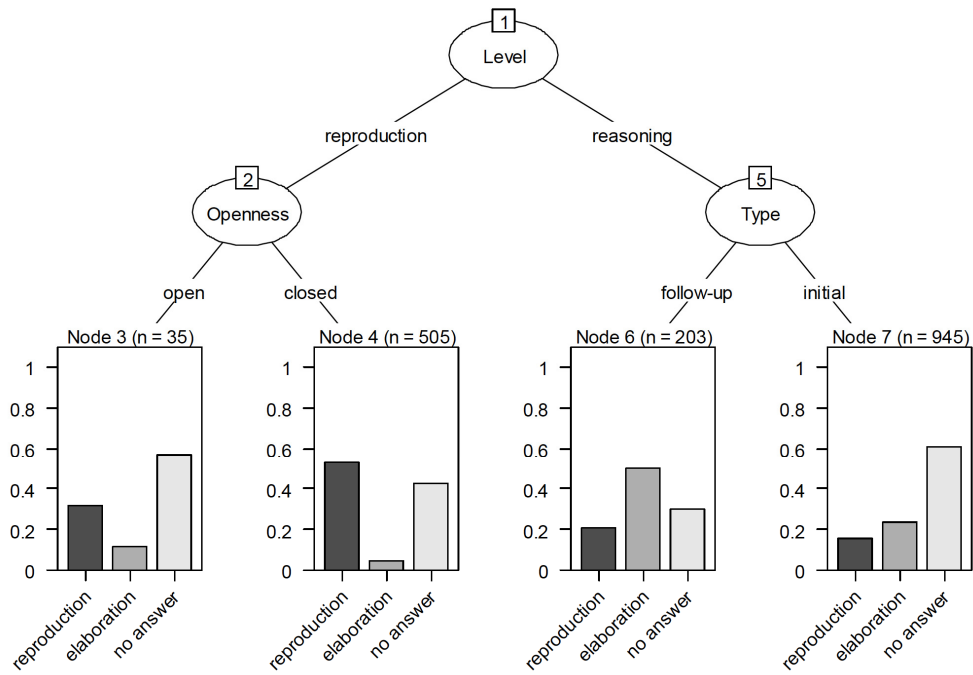 1
Level
reproduction
reasoning
2
Openness
5
Type
open
closed
follow-up
initial
Node 3 (n = 35)
1
0.8
0.6
0.4
0.2
0
reproduction
elaboration
no answer
Node 4 (n = 505)
1
0.8
0.6
0.4
0.2
0
reproduction
elaboration
no answer
Node 6 (n = 203)
1
0.8
0.6
0.4
0.2
0
reproduction
elaboration
no answer
Node 7 (n = 945)
1
0.8
0.6
0.4
0.2
0
reproduction
elaboration
no answer